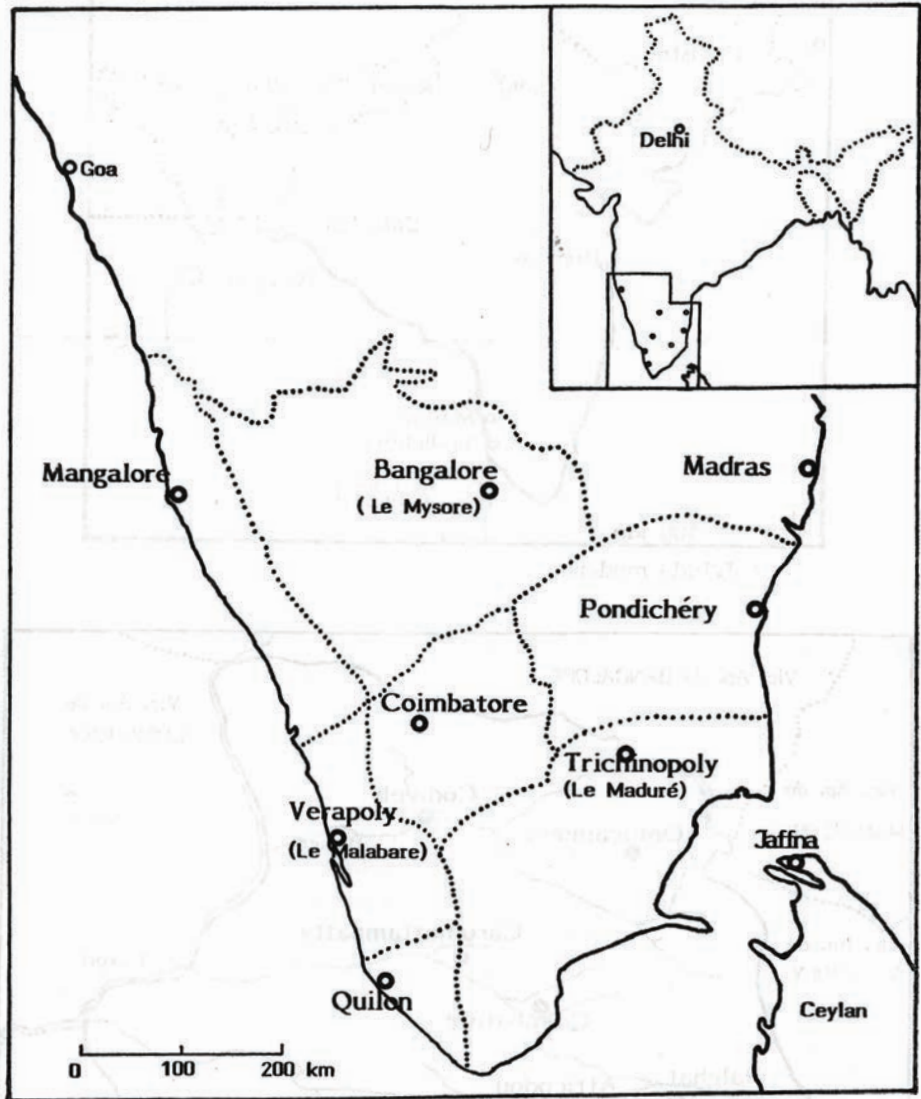 Delhi
Goa
Mangalore
Bangalore
( Le Mysore)
Madras
Pondichéry
Coimbatore
Trichinopoly
(Le Maduré)
Verapoly
(Le Malabare)
Jaffna
Quilon
Ceylan
0 100 200 km